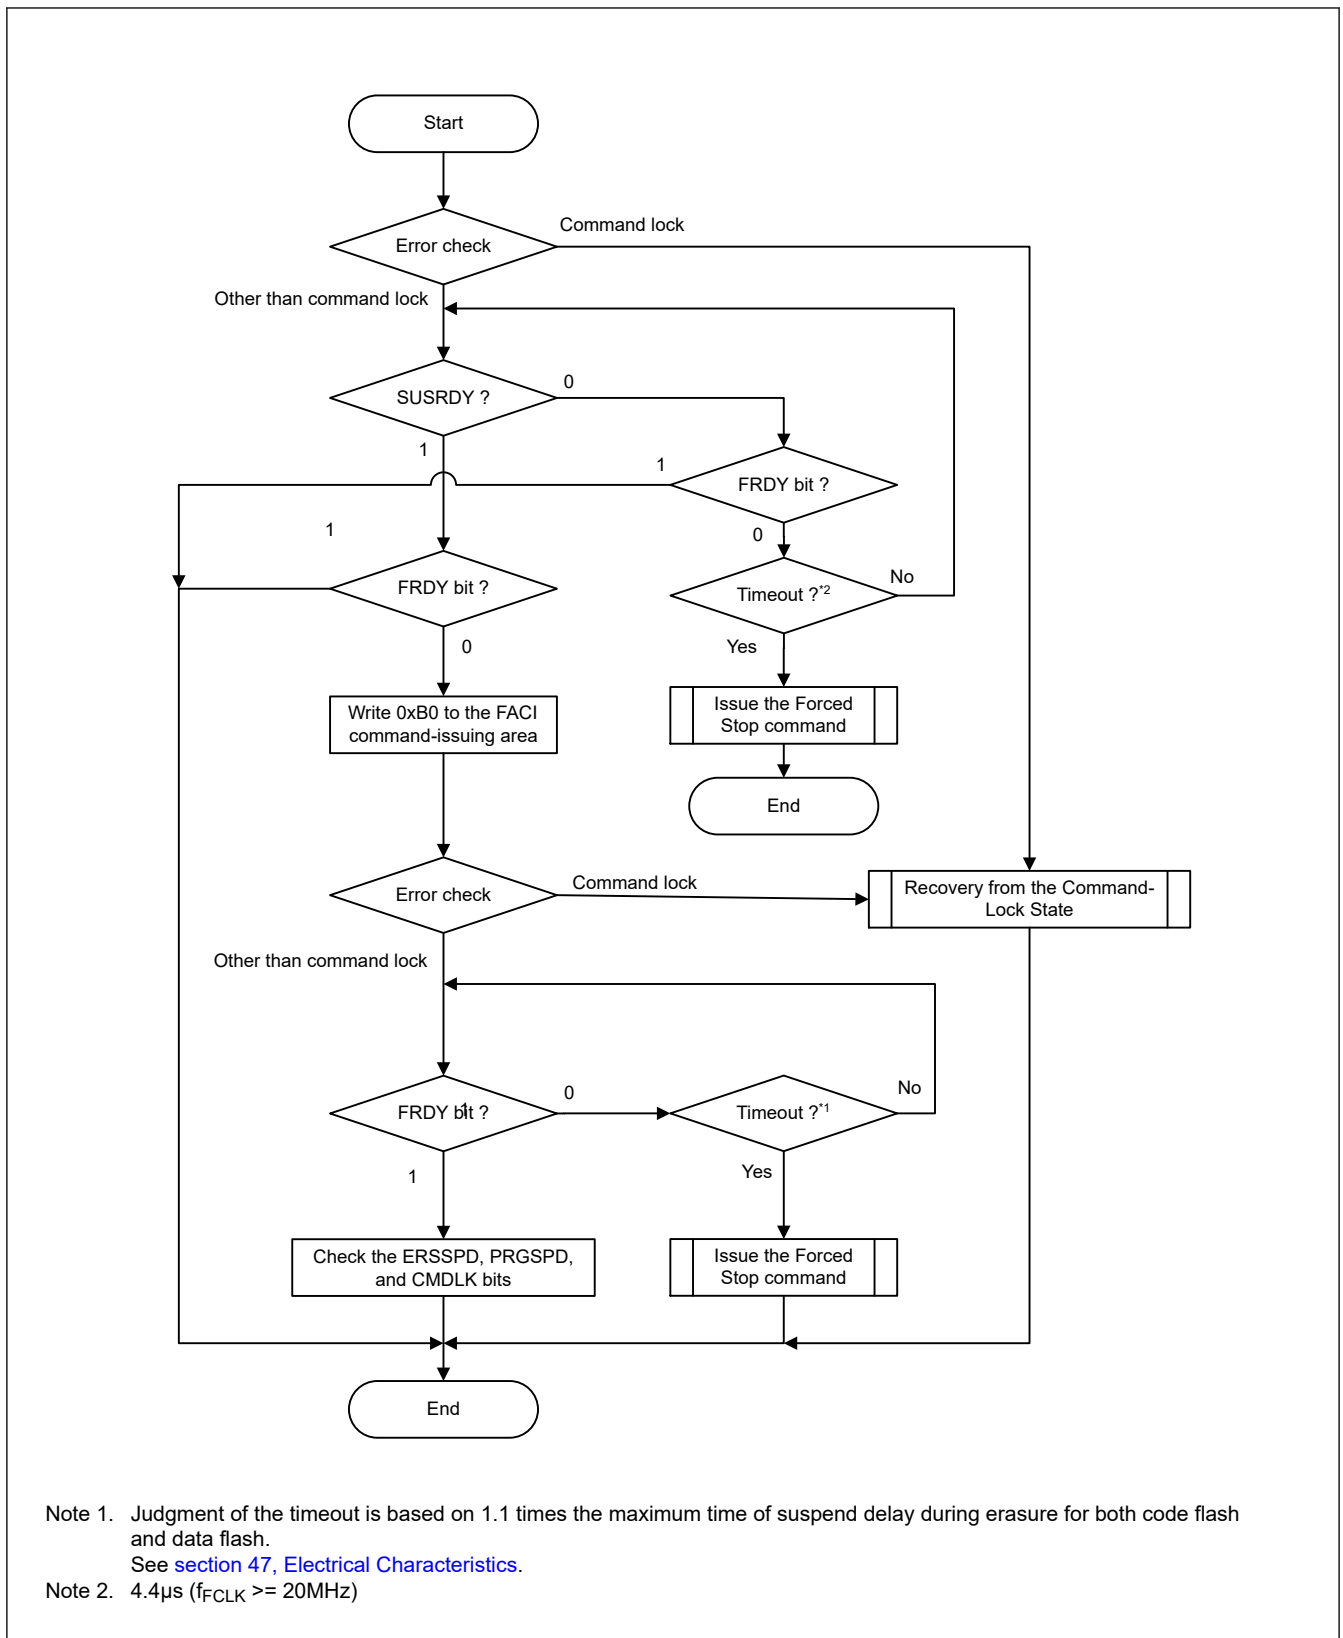 Start
Error check
Command lock
Other than command lock
SUSRDY ?
0
1
1
FRDY bit ?
1
0
FRDY bit ?
Timeout ?*2
No
0
Yes
Write 0xB0 to the FACI
command-issuing area
Issue the Forced
Stop command
End
Error check
Command lock
Recovery from the Command-
Lock State
Other than command lock
FRDY bit ?
1
0
Timeout ?*1
No
1
Yes
Check the ERSSPD, PRGSPD,
and CMDLK bits
Issue the Forced
Stop command
End
Note 1. Judgment of the timeout is based on 1.1 times the maximum time of suspend delay during erasure for both code flash
and data flash.
See section 47, Electrical Characteristics.
Note 2. 4.4μs (fFCLK >= 20MHz)